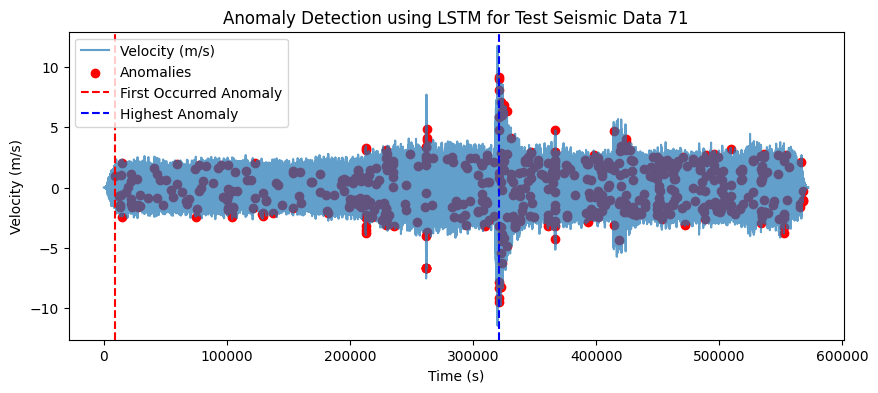 Anomaly Detection using LSTM for Test Seismic Data 71
Velocity (m/s)
Anomalies
First Occurred Anomaly
Highest Anomaly
Velocity (m/s)
10
5
0
−5
−10
0 100000 200000 300000 400000 500000 600000
Time (s)